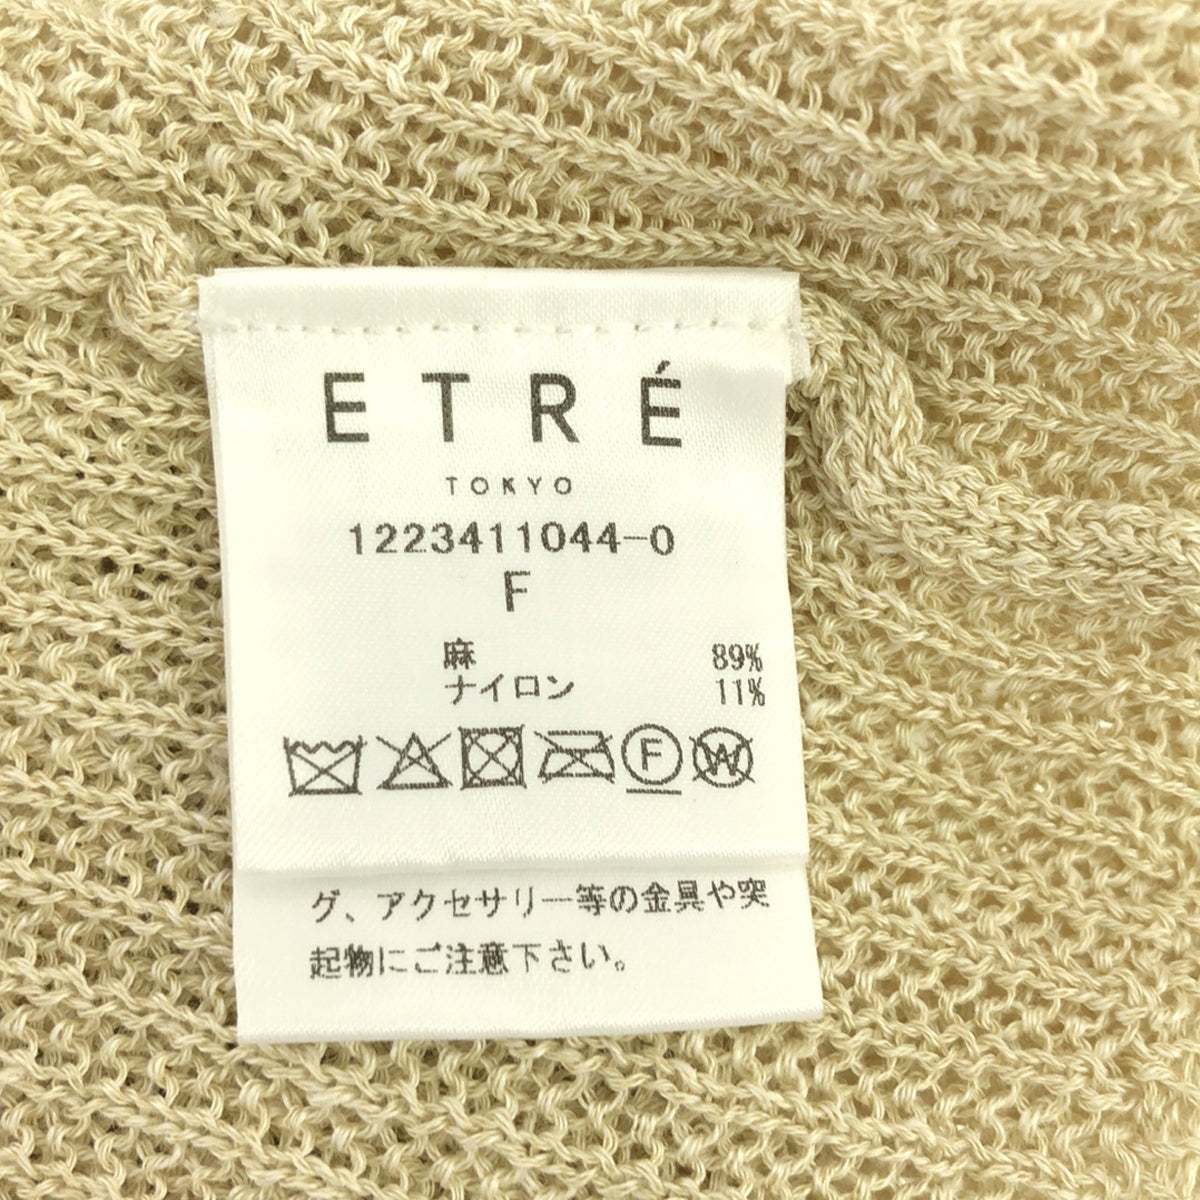 ETRÉ
TOKYO
1223411044-0
F
麻 89%
ナイロン 11%
F W
グ、アクセサリー等の金具や突
起物にご注意下さい。